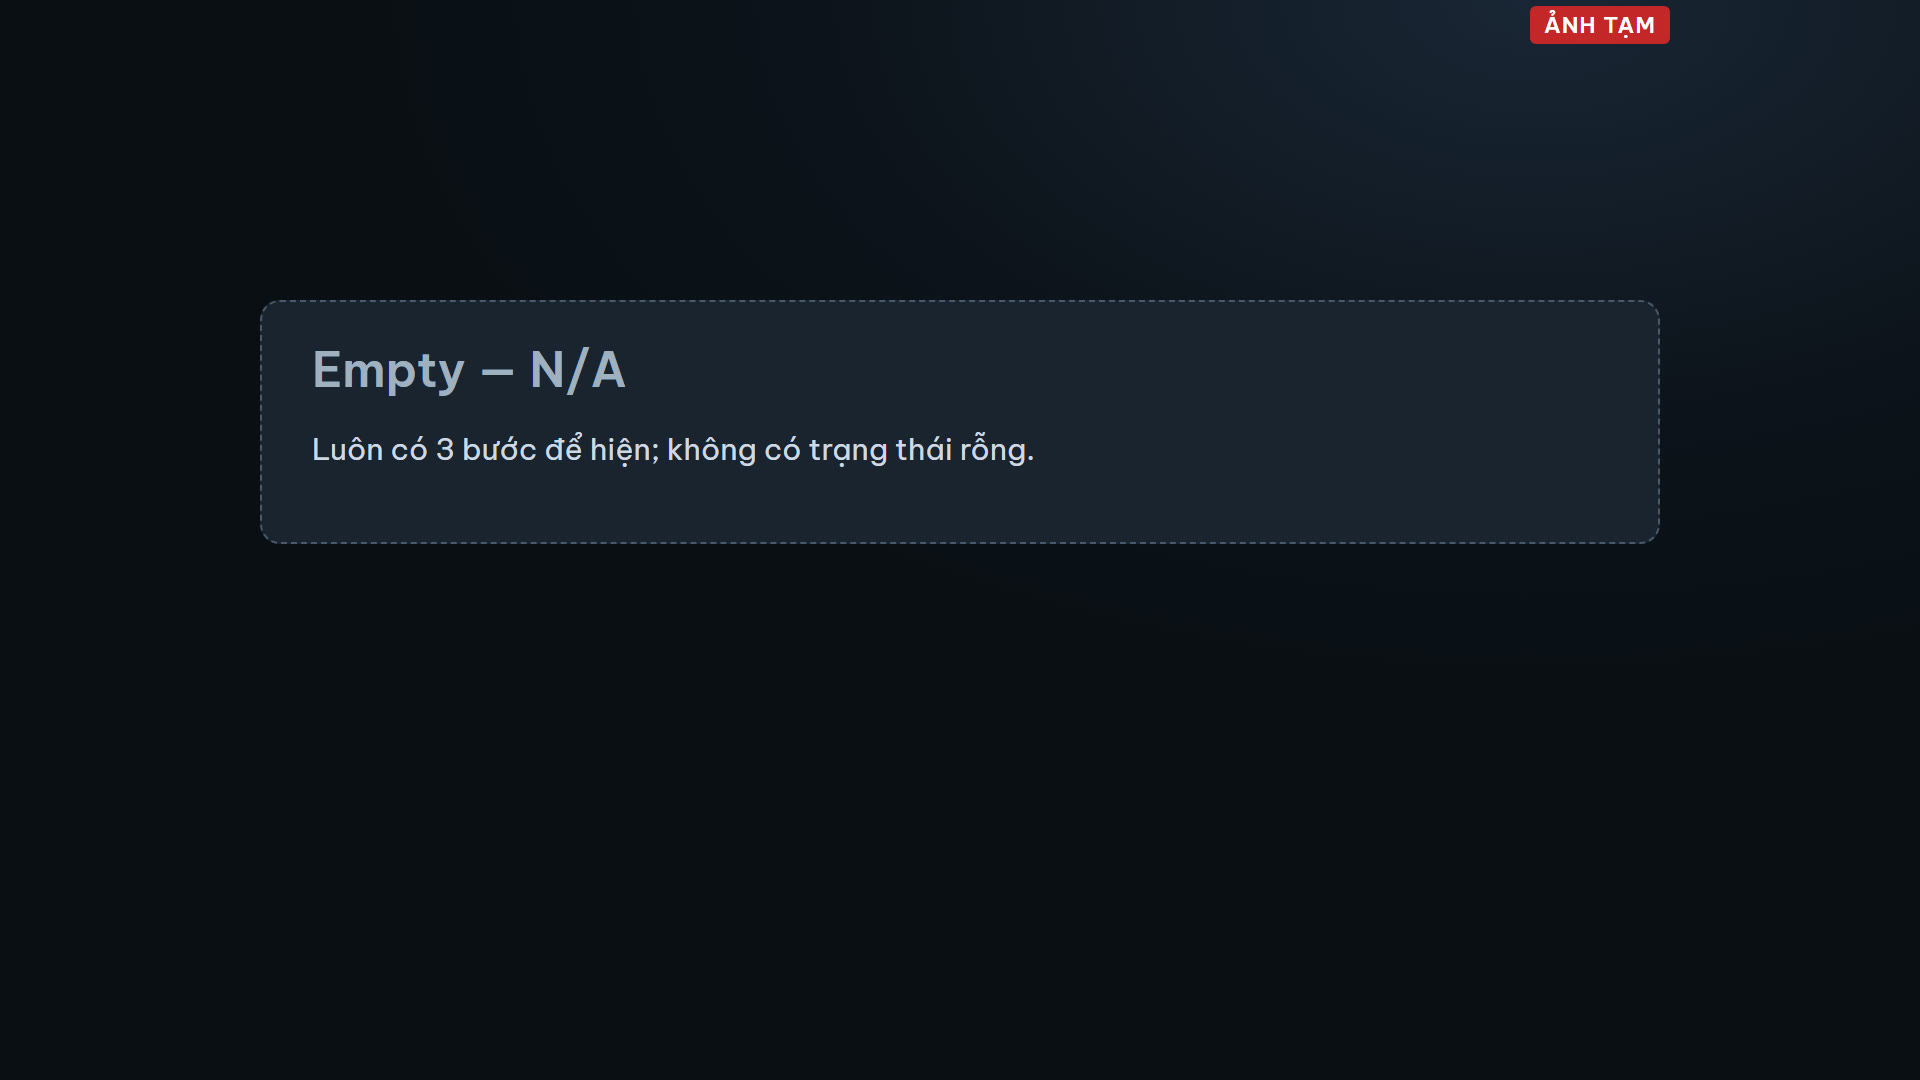 ẢNH TẠM
Empty — N/A
Luôn có 3 bước để hiện; không có trạng thái rỗng.